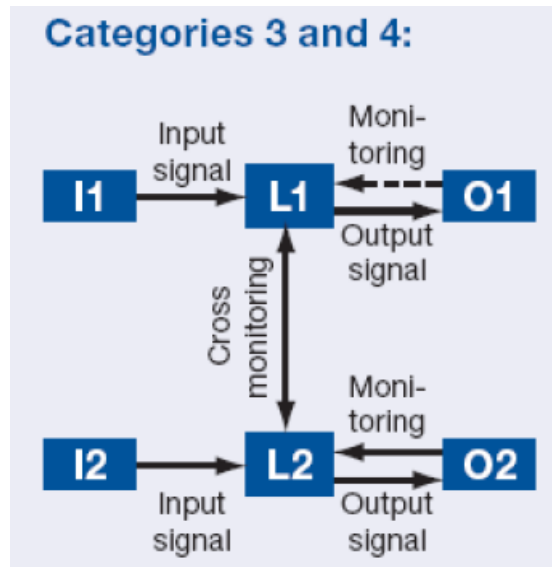 Categories 3 and 4:
Input
signal
Moni-
toring
I1
L1
O1
Output
signal
Cross
monitoring
Moni-
toring
I2
L2
O2
Input
signal
Output
signal